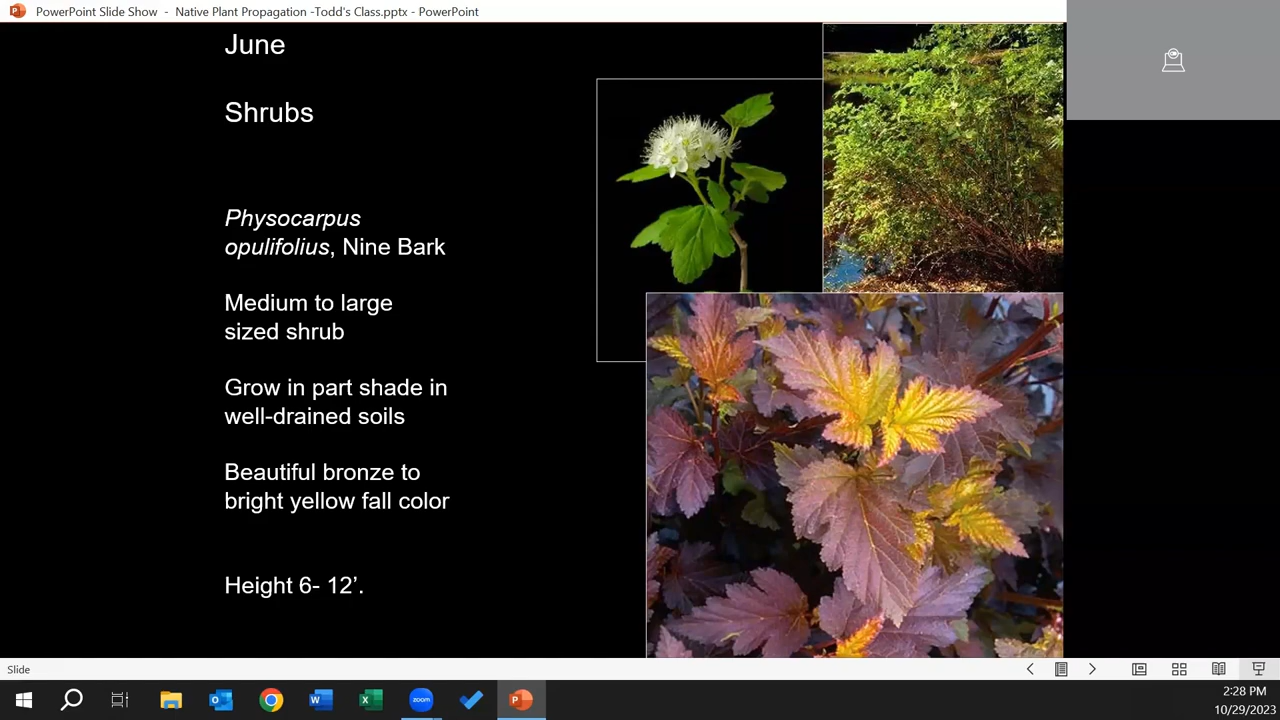 PowerPoint Slide Show - Native Plant Propagation -Todd's Class.pptx - PowerPoint
June
Shrubs
Physocarpus
opulifolius, Nine Bark
Medium to large
sized shrub
Grow in part shade in
well-drained soils
Beautiful bronze to
bright yellow fall color
Height 6- 12’.
Slide
zoom
2:28 PM
10/29/2023